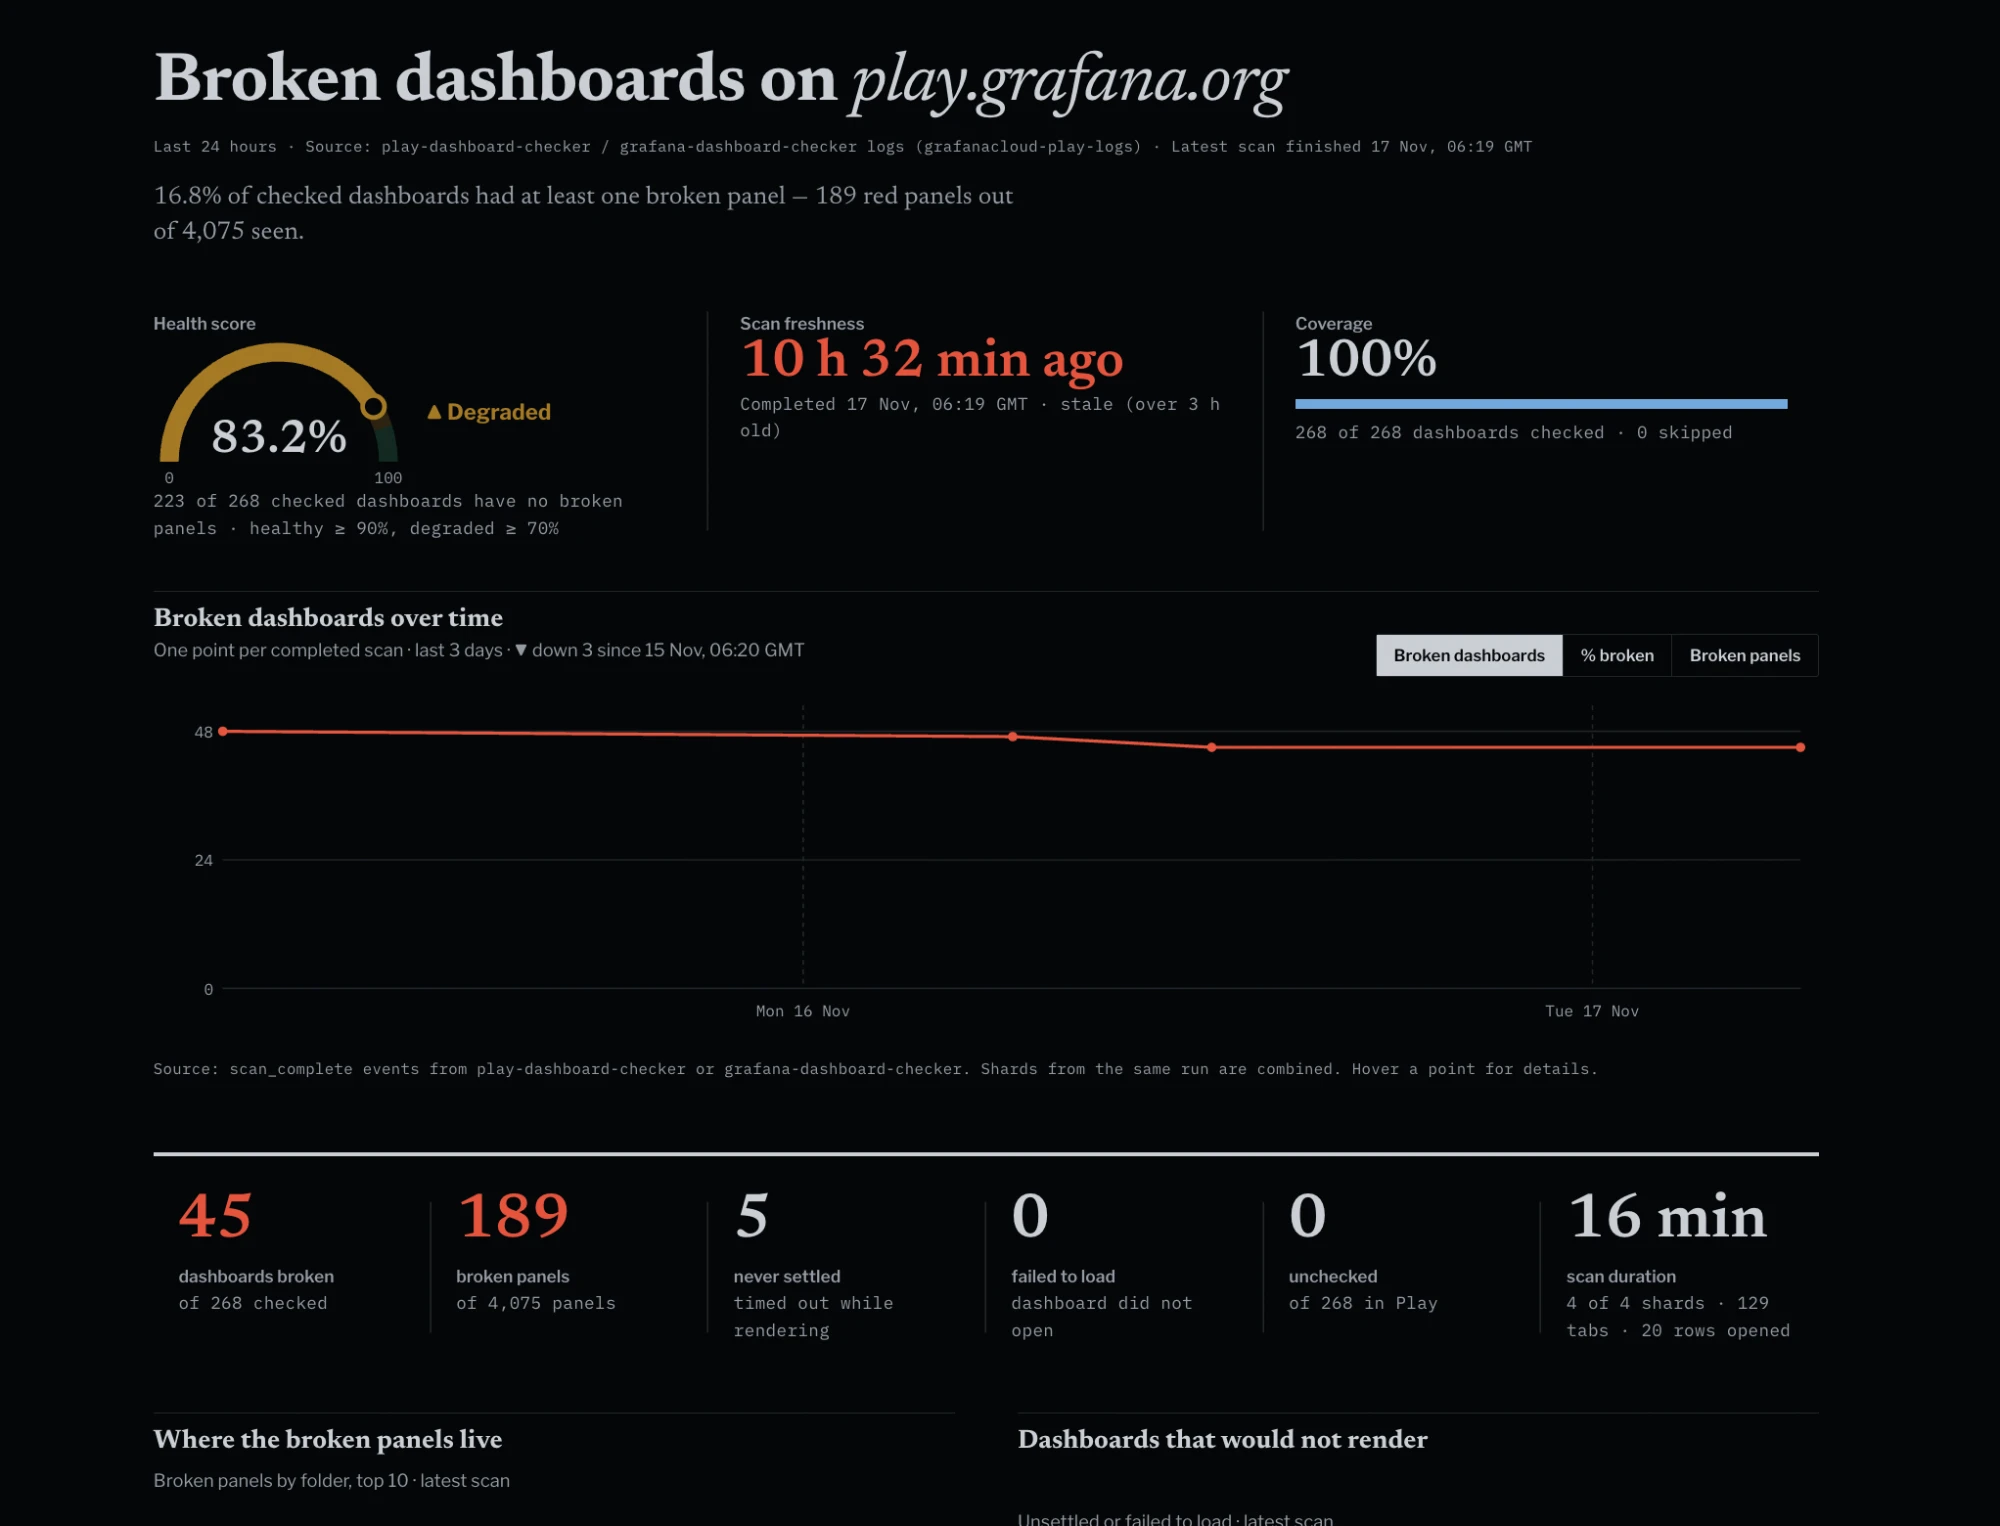 Broken dashboards on play.grafana.org
Last 24 hours · Source: play-dashboard-checker / grafana-dashboard-checker logs (grafanacloud-play-logs) · Latest scan finished 17 Nov, 06:19 GMT
16.8% of checked dashboards had at least one broken panel — 189 red panels out
of 4,075 seen.
Health score
83.2%
0
100
▲ Degraded
223 of 268 checked dashboards have no broken
panels · healthy ≥ 90%, degraded ≥ 70%
Scan freshness
10 h 32 min ago
Completed 17 Nov, 06:19 GMT · stale (over 3 h
old)
Coverage
100%
268 of 268 dashboards checked · 0 skipped
Broken dashboards over time
One point per completed scan · last 3 days · ▼ down 3 since 15 Nov, 06:20 GMT
Broken dashboards
% broken
Broken panels
48
24
0
Mon 16 Nov
Tue 17 Nov
Source: scan_complete events from play-dashboard-checker or grafana-dashboard-checker. Shards from the same run are combined. Hover a point for details.
45
dashboards broken
of 268 checked
189
broken panels
of 4,075 panels
5
never settled
timed out while
rendering
0
failed to load
dashboard did not
open
0
unchecked
of 268 in Play
16 min
scan duration
4 of 4 shards · 129
tabs · 20 rows opened
Where the broken panels live
Broken panels by folder, top 10 · latest scan
Dashboards that would not render
Unsettled or failed to load · latest scan